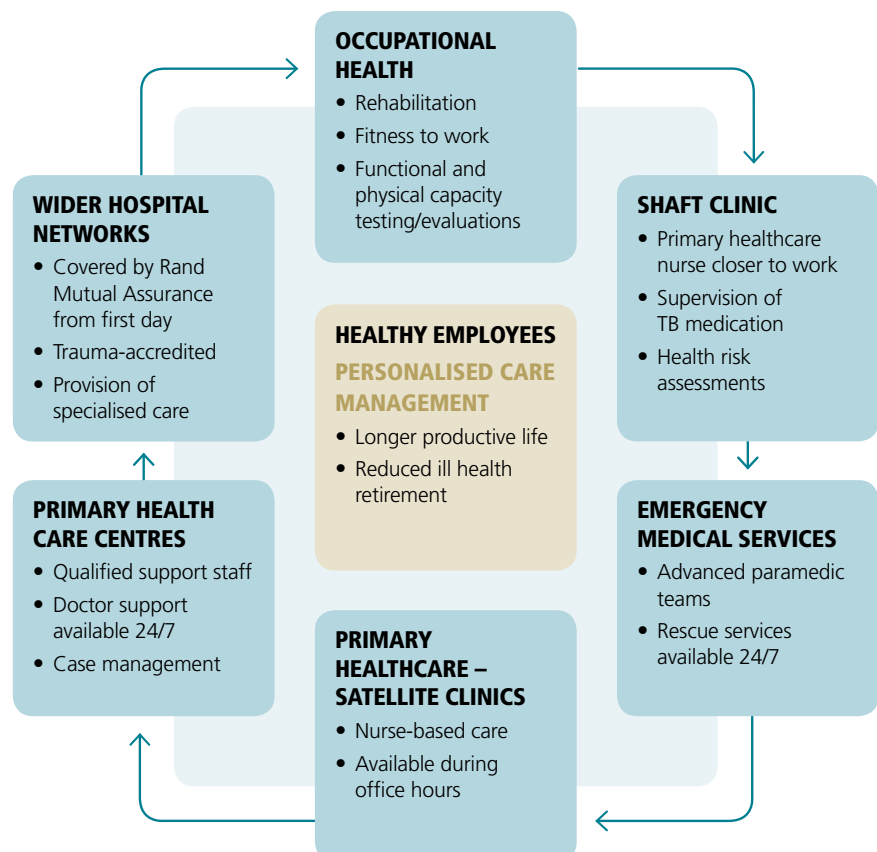 OCCUPATIONAL
HEALTH
• Rehabilitation
• Fitness to work
• Functional and
physical capacity
testing/evaluations
SHAFT CLINIC
• Primary healthcare
nurse closer to work
• Supervision of
TB medication
• Health risk
assessments
EMERGENCY
MEDICAL SERVICES
• Advanced paramedic
teams
• Rescue services
available 24/7
PRIMARY
HEALTHCARE –
SATELLITE CLINICS
• Nurse-based care
• Available during
office hours
PRIMARY HEALTH
CARE CENTRES
• Qualified support staff
• Doctor support
available 24/7
• Case management
WIDER HOSPITAL
NETWORKS
• Covered by Rand
Mutual Assurance
from first day
• Trauma-accredited
• Provision of
specialised care
HEALTHY EMPLOYEES
PERSONALISED CARE
MANAGEMENT
• Longer productive life
• Reduced ill health
retirement